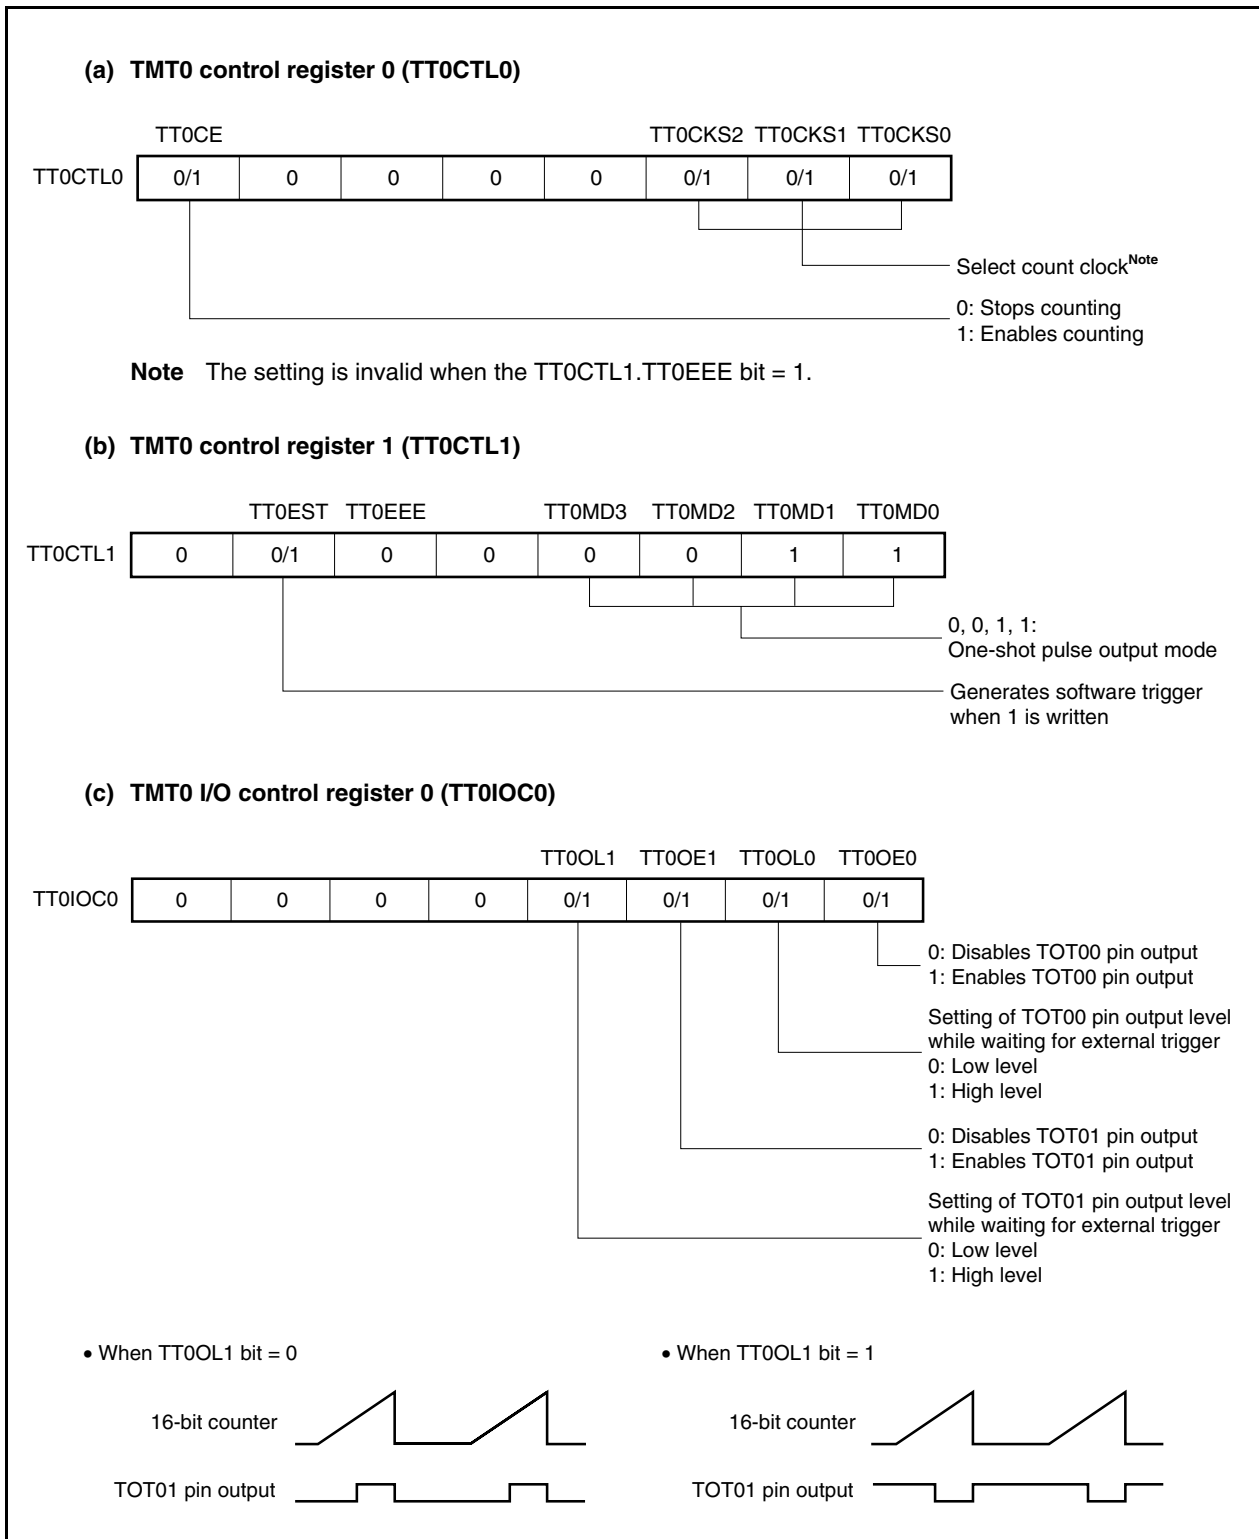 (a) TMT0 control register 0 (TT0CTL0)
TT0CE TT0CKS2 TT0CKS1 TT0CKS0
TT0CTL0 0/1 0 0 0 0 0/1 0/1 0/1
Select count clockNote
0: Stops counting
1: Enables counting
Note The setting is invalid when the TT0CTL1.TT0EEE bit = 1.
(b) TMT0 control register 1 (TT0CTL1)
TT0EST TT0EEE TT0MD3 TT0MD2 TT0MD1 TT0MD0
TT0CTL1 0 0/1 0 0 0 0 1 1
0, 0, 1, 1:
One-shot pulse output mode
Generates software trigger
when 1 is written
(c) TMT0 I/O control register 0 (TT0IOC0)
TT0OL1 TT0OE1 TT0OL0 TT0OE0
TT0IOC0 0 0 0 0 0/1 0/1 0/1 0/1
0: Disables TOT00 pin output
1: Enables TOT00 pin output
Setting of TOT00 pin output level
while waiting for external trigger
0: Low level
1: High level
0: Disables TOT01 pin output
1: Enables TOT01 pin output
Setting of TOT01 pin output level
while waiting for external trigger
0: Low level
1: High level
• When TT0OL1 bit = 0
16-bit counter
TOT01 pin output
• When TT0OL1 bit = 1
16-bit counter
TOT01 pin output